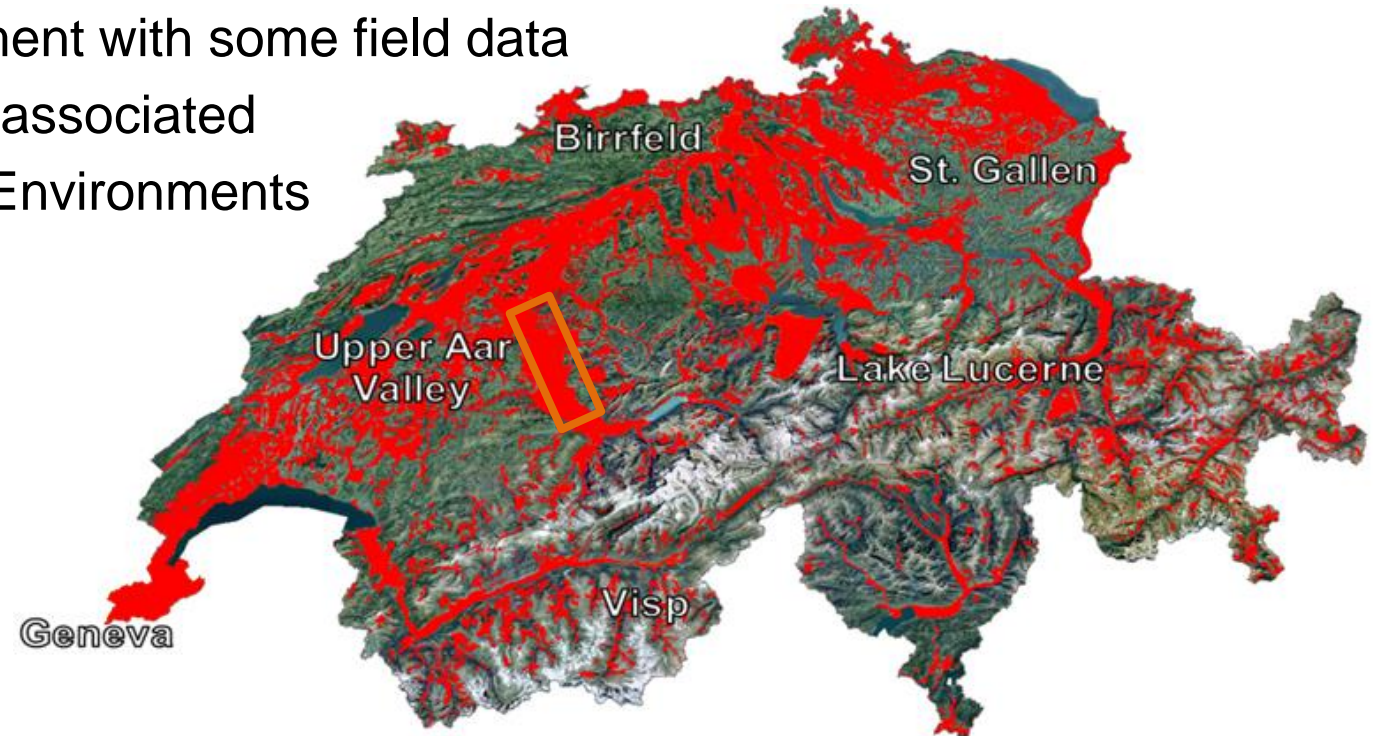 ent with some field data
associated
Environments
Birrfeld
St. Gallen
Upper Aar
Valley
Lake Lucerne
Visp
Geneva